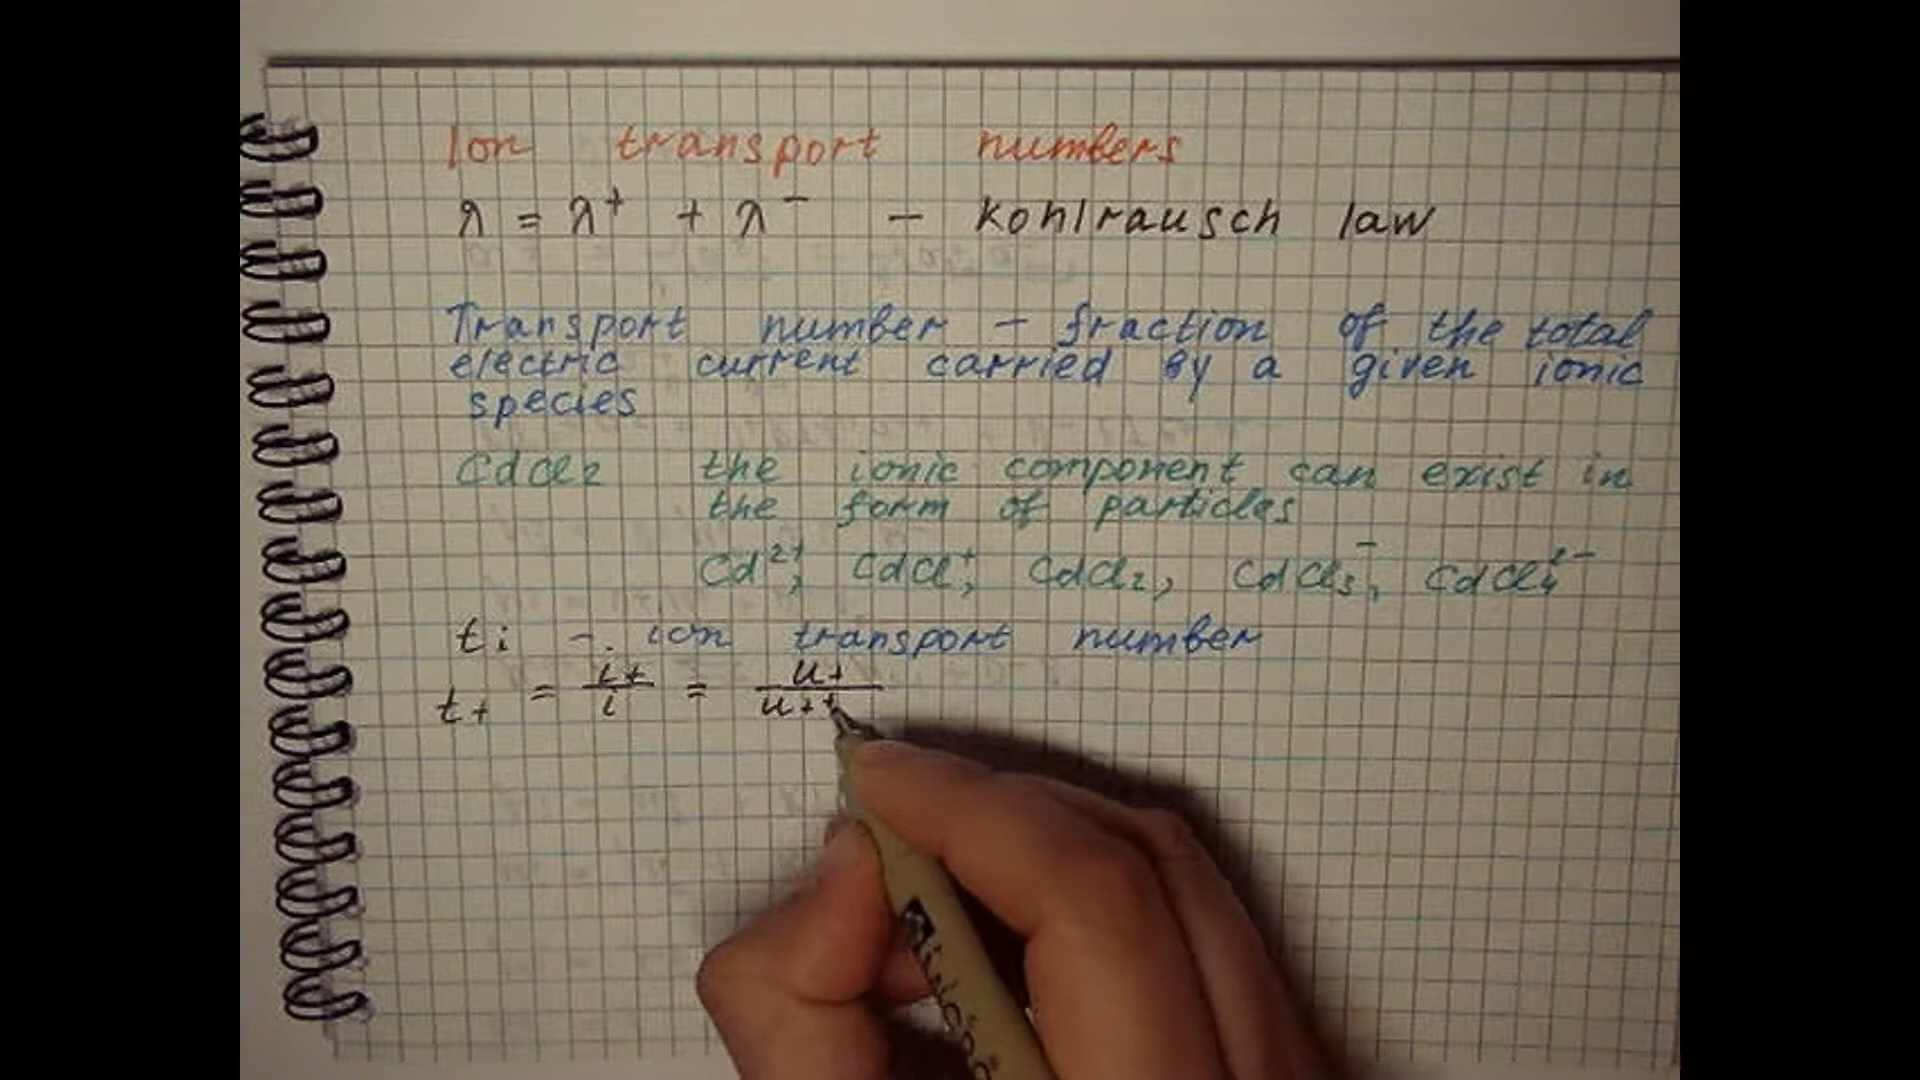 Ion transport numbers
λ = λ⁺ + λ⁻ - Kohlrausch law
Transport number - fraction of the total
electric current carried by a given ionic
species
CdCl₂ the ionic component can exist in
the form of particles
Cd²⁺, CdCl⁺, CdCl₂, CdCl₃⁻, CdCl₄²⁻
ti - ion transport number
t₊ = i₊/i = u₊/u₊+